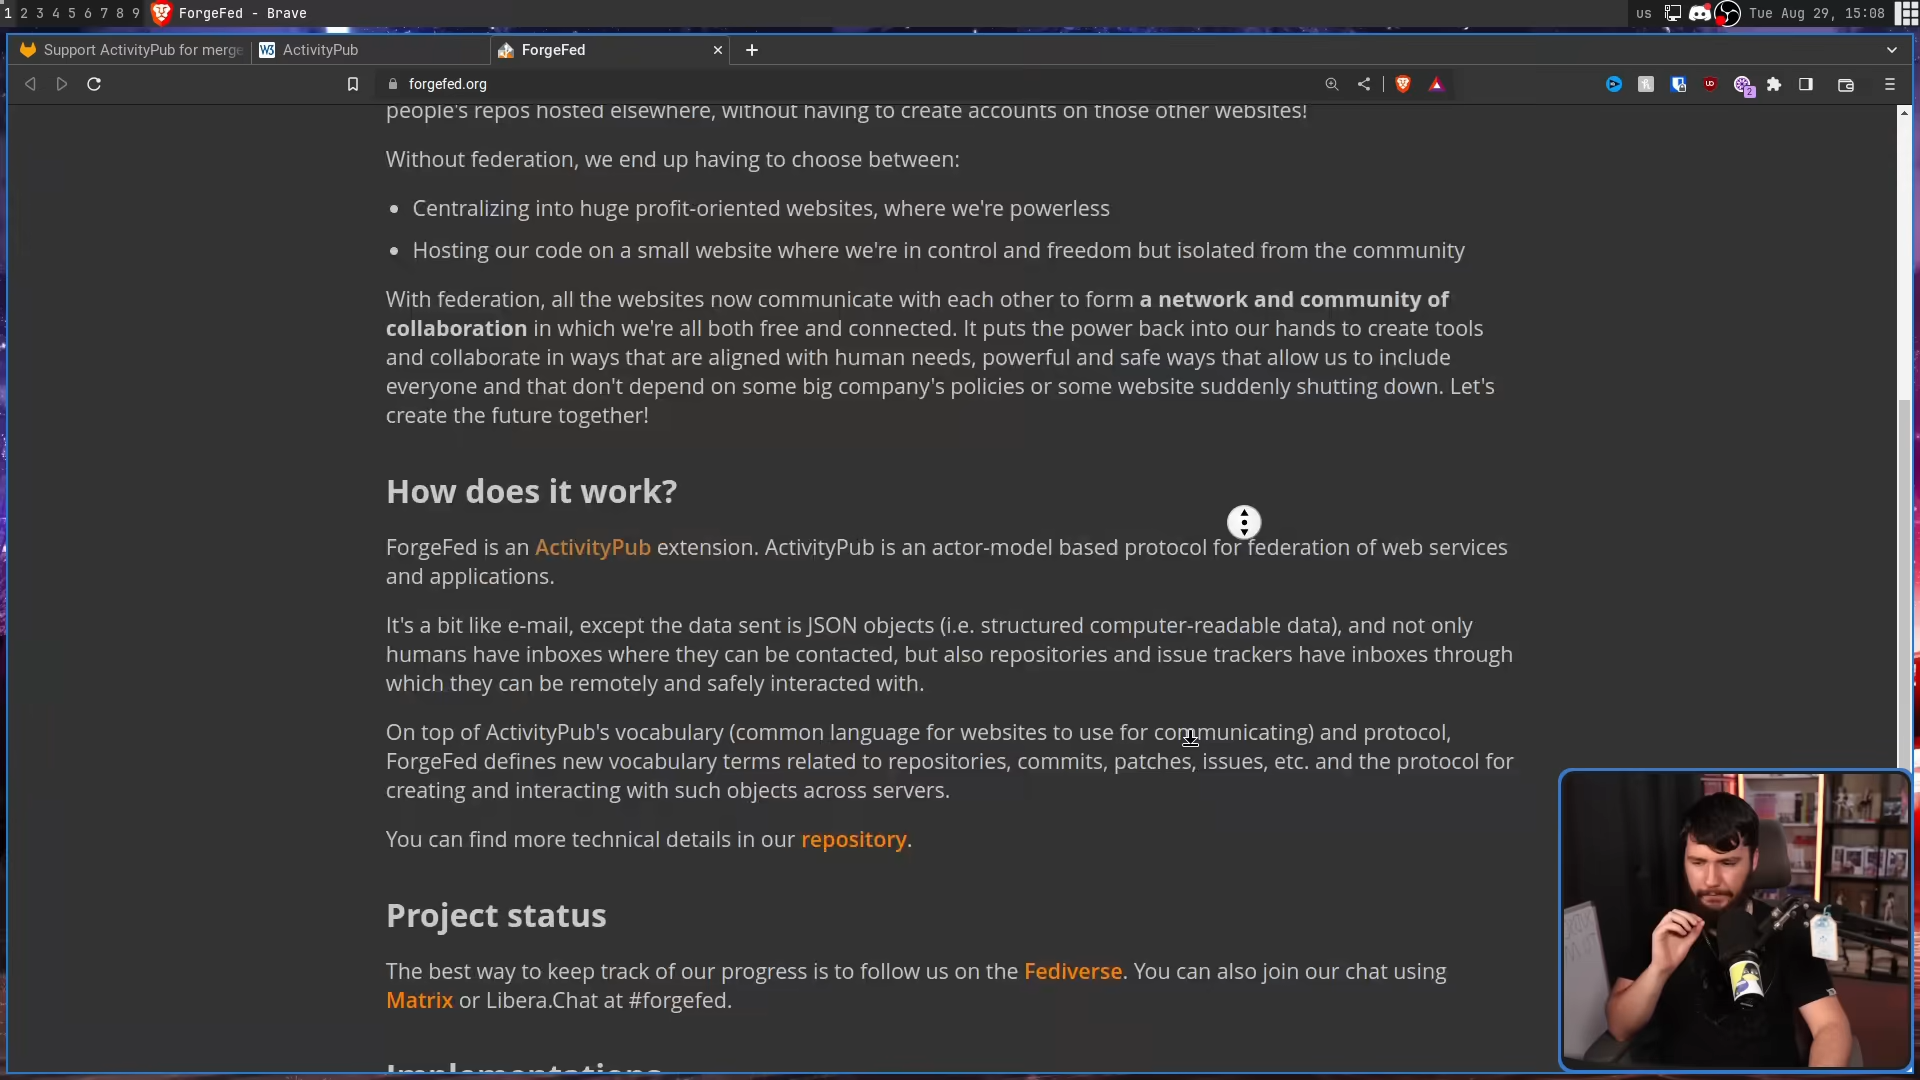 1 2 3 4 5 6 7 8 9 ForgeFed - Brave us Tue Aug 29, 15:08
Support ActivityPub for merge ActivityPub ForgeFed
forgefed.org
people's repos hosted elsewhere, without having to create accounts on those other websites!
Without federation, we end up having to choose between:
• Centralizing into huge profit-oriented websites, where we're powerless
• Hosting our code on a small website where we're in control and freedom but isolated from the community
With federation, all the websites now communicate with each other to form a network and community of
collaboration in which we're all both free and connected. It puts the power back into our hands to create tools
and collaborate in ways that are aligned with human needs, powerful and safe ways that allow us to include
everyone and that don't depend on some big company's policies or some website suddenly shutting down. Let's
create the future together!
How does it work?
ForgeFed is an ActivityPub extension. ActivityPub is an actor-model based protocol for federation of web services
and applications.
It's a bit like e-mail, except the data sent is JSON objects (i.e. structured computer-readable data), and not only
humans have inboxes where they can be contacted, but also repositories and issue trackers have inboxes through
which they can be remotely and safely interacted with.
On top of ActivityPub's vocabulary (common language for websites to use for communicating) and protocol,
ForgeFed defines new vocabulary terms related to repositories, commits, patches, issues, etc. and the protocol for
creating and interacting with such objects across servers.
You can find more technical details in our repository.
Project status
The best way to keep track of our progress is to follow us on the Fediverse. You can also join our chat using
Matrix or Libera.Chat at #forgefed.
Implementations